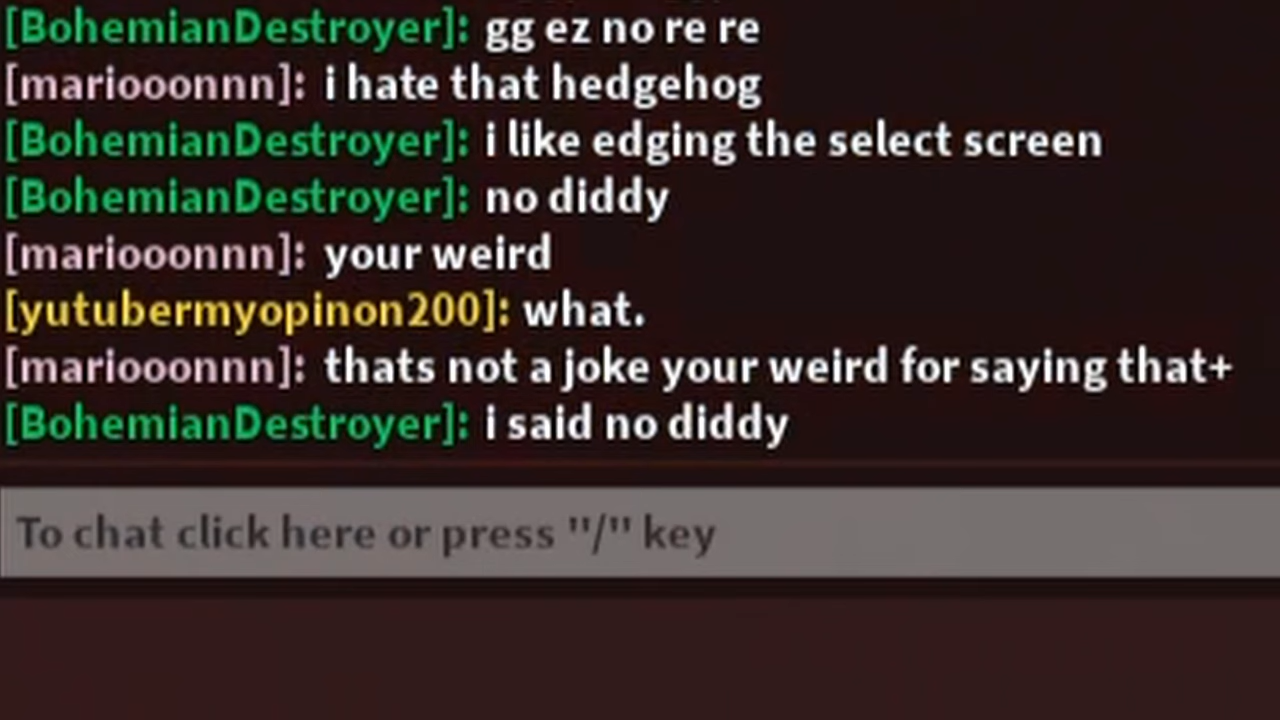 [BohemianDestroyer]: gg ez no re re
[mariooonnn]: i hate that hedgehog
[BohemianDestroyer]: i like edging the select screen
[BohemianDestroyer]: no diddy
[mariooonnn]: your weird
[yutubermyopinon200]: what.
[mariooonnn]: thats not a joke your weird for saying that+
[BohemianDestroyer]: i said no diddy
To chat click here or press "/" key